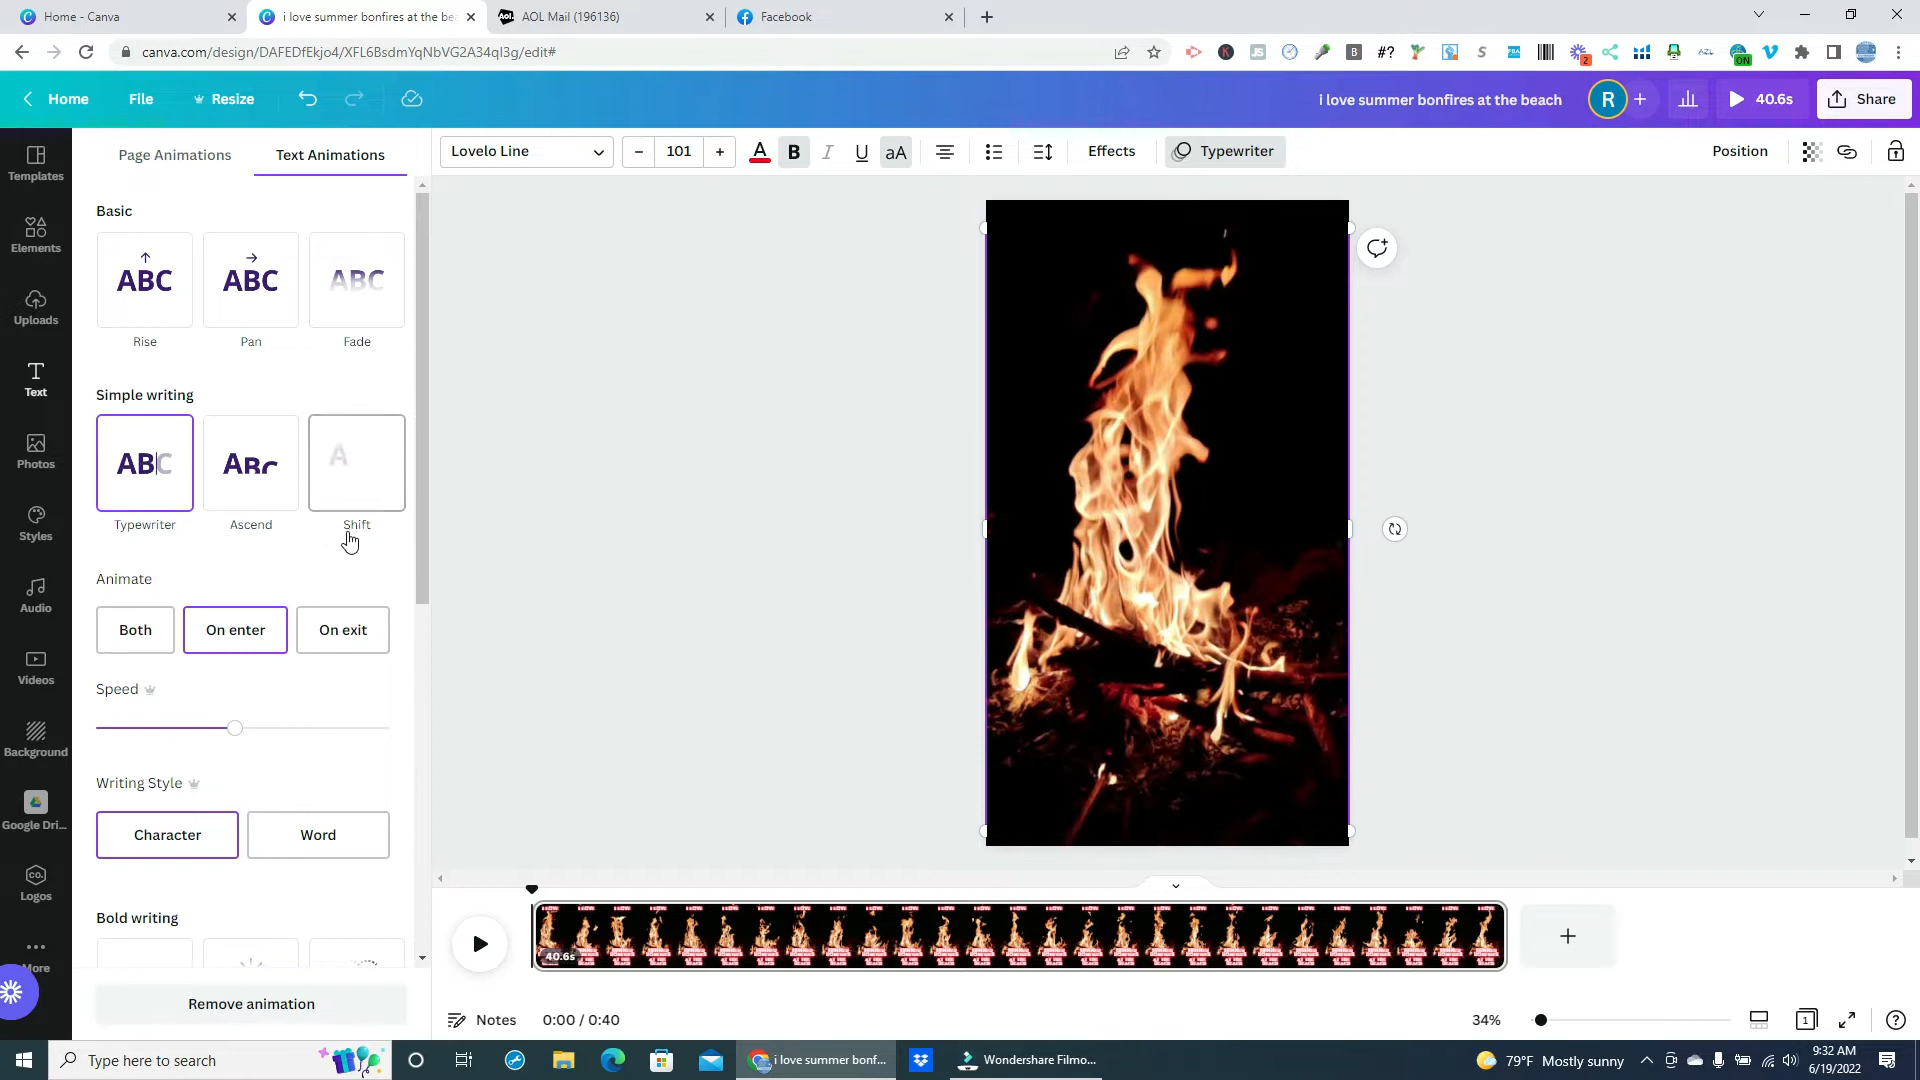 Home - Canva
i love summer bonfires at the be
AOL Mail (196136)
Facebook
canva.com/design/DAFEDfEkjo4/XFL6BsdmYqNbVG2A34ql3g/edit#
Home
File
Resize
i love summer bonfires at the beach
R
40.6s
Share
Page Animations
Text Animations
Lovelo Line
101
A
B
I
U
aA
Effects
Typewriter
Position
Templates
Elements
Uploads
Text
Photos
Styles
Audio
Videos
Background
Google Dri...
Logos
More
Basic
ABC
ABC
ABC
Rise
Pan
Fade
Simple writing
ABC
ABC
A
Typewriter
Ascend
Shift
Animate
Both
On enter
On exit
Speed
Writing Style
Character
Word
Bold writing
Remove animation
40.6s
Notes
0:00 / 0:40
34%
1
Type here to search
i love summer bonf...
Wondershare Filmo...
79°F Mostly sunny
9:32 AM
6/19/2022